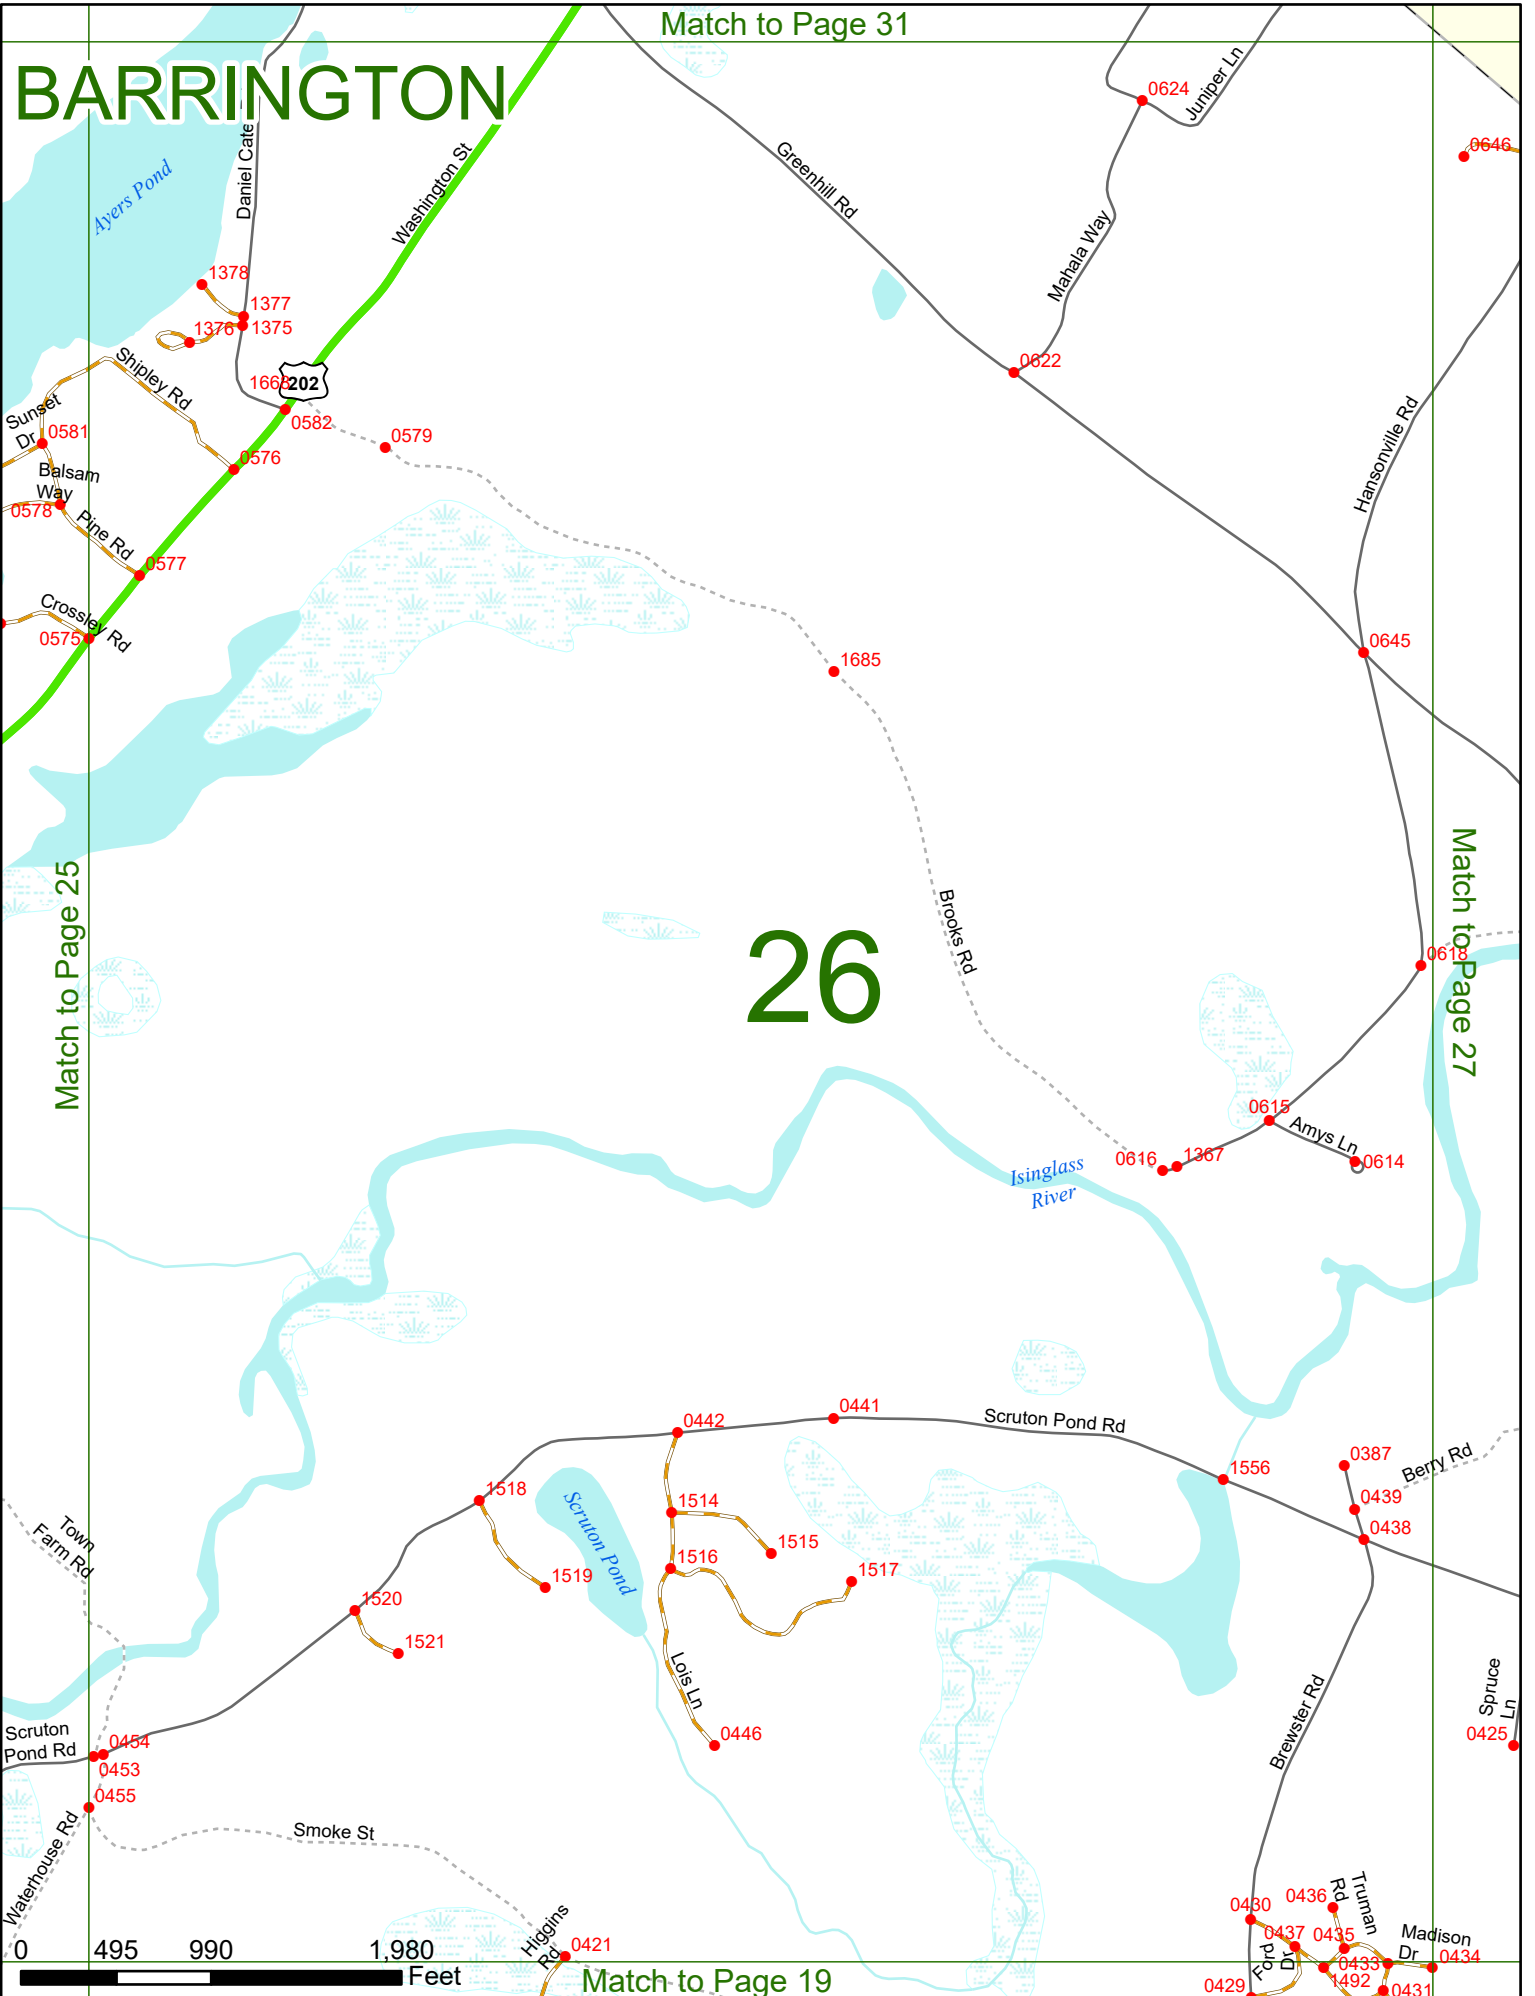 Match to Page 31
BARRINGTON
0624
Juniper Ln
0646
Daniel Cate
Washington St
Greenhill Rd
Ayers Pond
Mahala Way
1378
1377
1376
1375
Shipley Rd
0622
1668
202
0582
0579
Hansonville Rd
Sunset
Dr
0581
0576
Balsam
Way
0578
Pine Rd
0577
Crossley Rd
0575
0645
1685
Match to Page 25
Brooks Rd
26
Match to Page 27
0618
0615
Amys Ln
0616
1367
0614
Isinglass
River
0441
0442
Scruton Pond Rd
1556
0387
Berry Rd
1518
Scruton Pond
1514
0439
0438
Town
Farm Rd
1515
1516
1519
1517
1520
1521
Lois Ln
Brewster Rd
Spruce
Ln
0425
0446
Scruton
Pond Rd
0454
0453
0455
Waterhouse Rd
Smoke St
Higgins
Rd
0421
0430
0436
Truman
Rd
0437
0435
Madison
Dr
0433
0434
Ford
Dr
1492
0429
0431
0 495 990 1,980
Feet
Match to Page 19